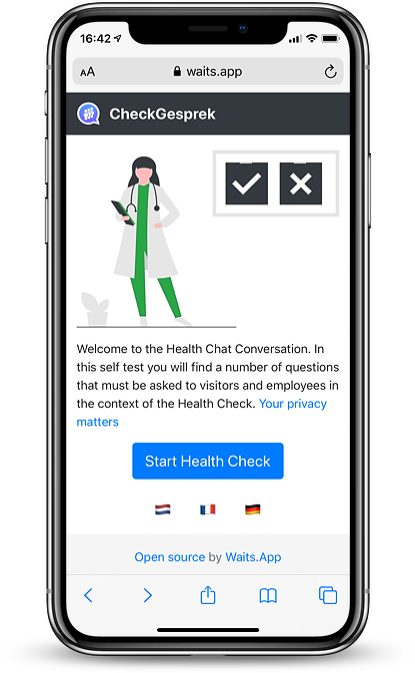 16:42
AA waits.app
CheckGesprek
Welcome to the Health Chat Conversation. In
this self test you will find a number of questions
that must be asked to visitors and employees in
the context of the Health Check. Your privacy
matters
Start Health Check
Open source by Waits.App